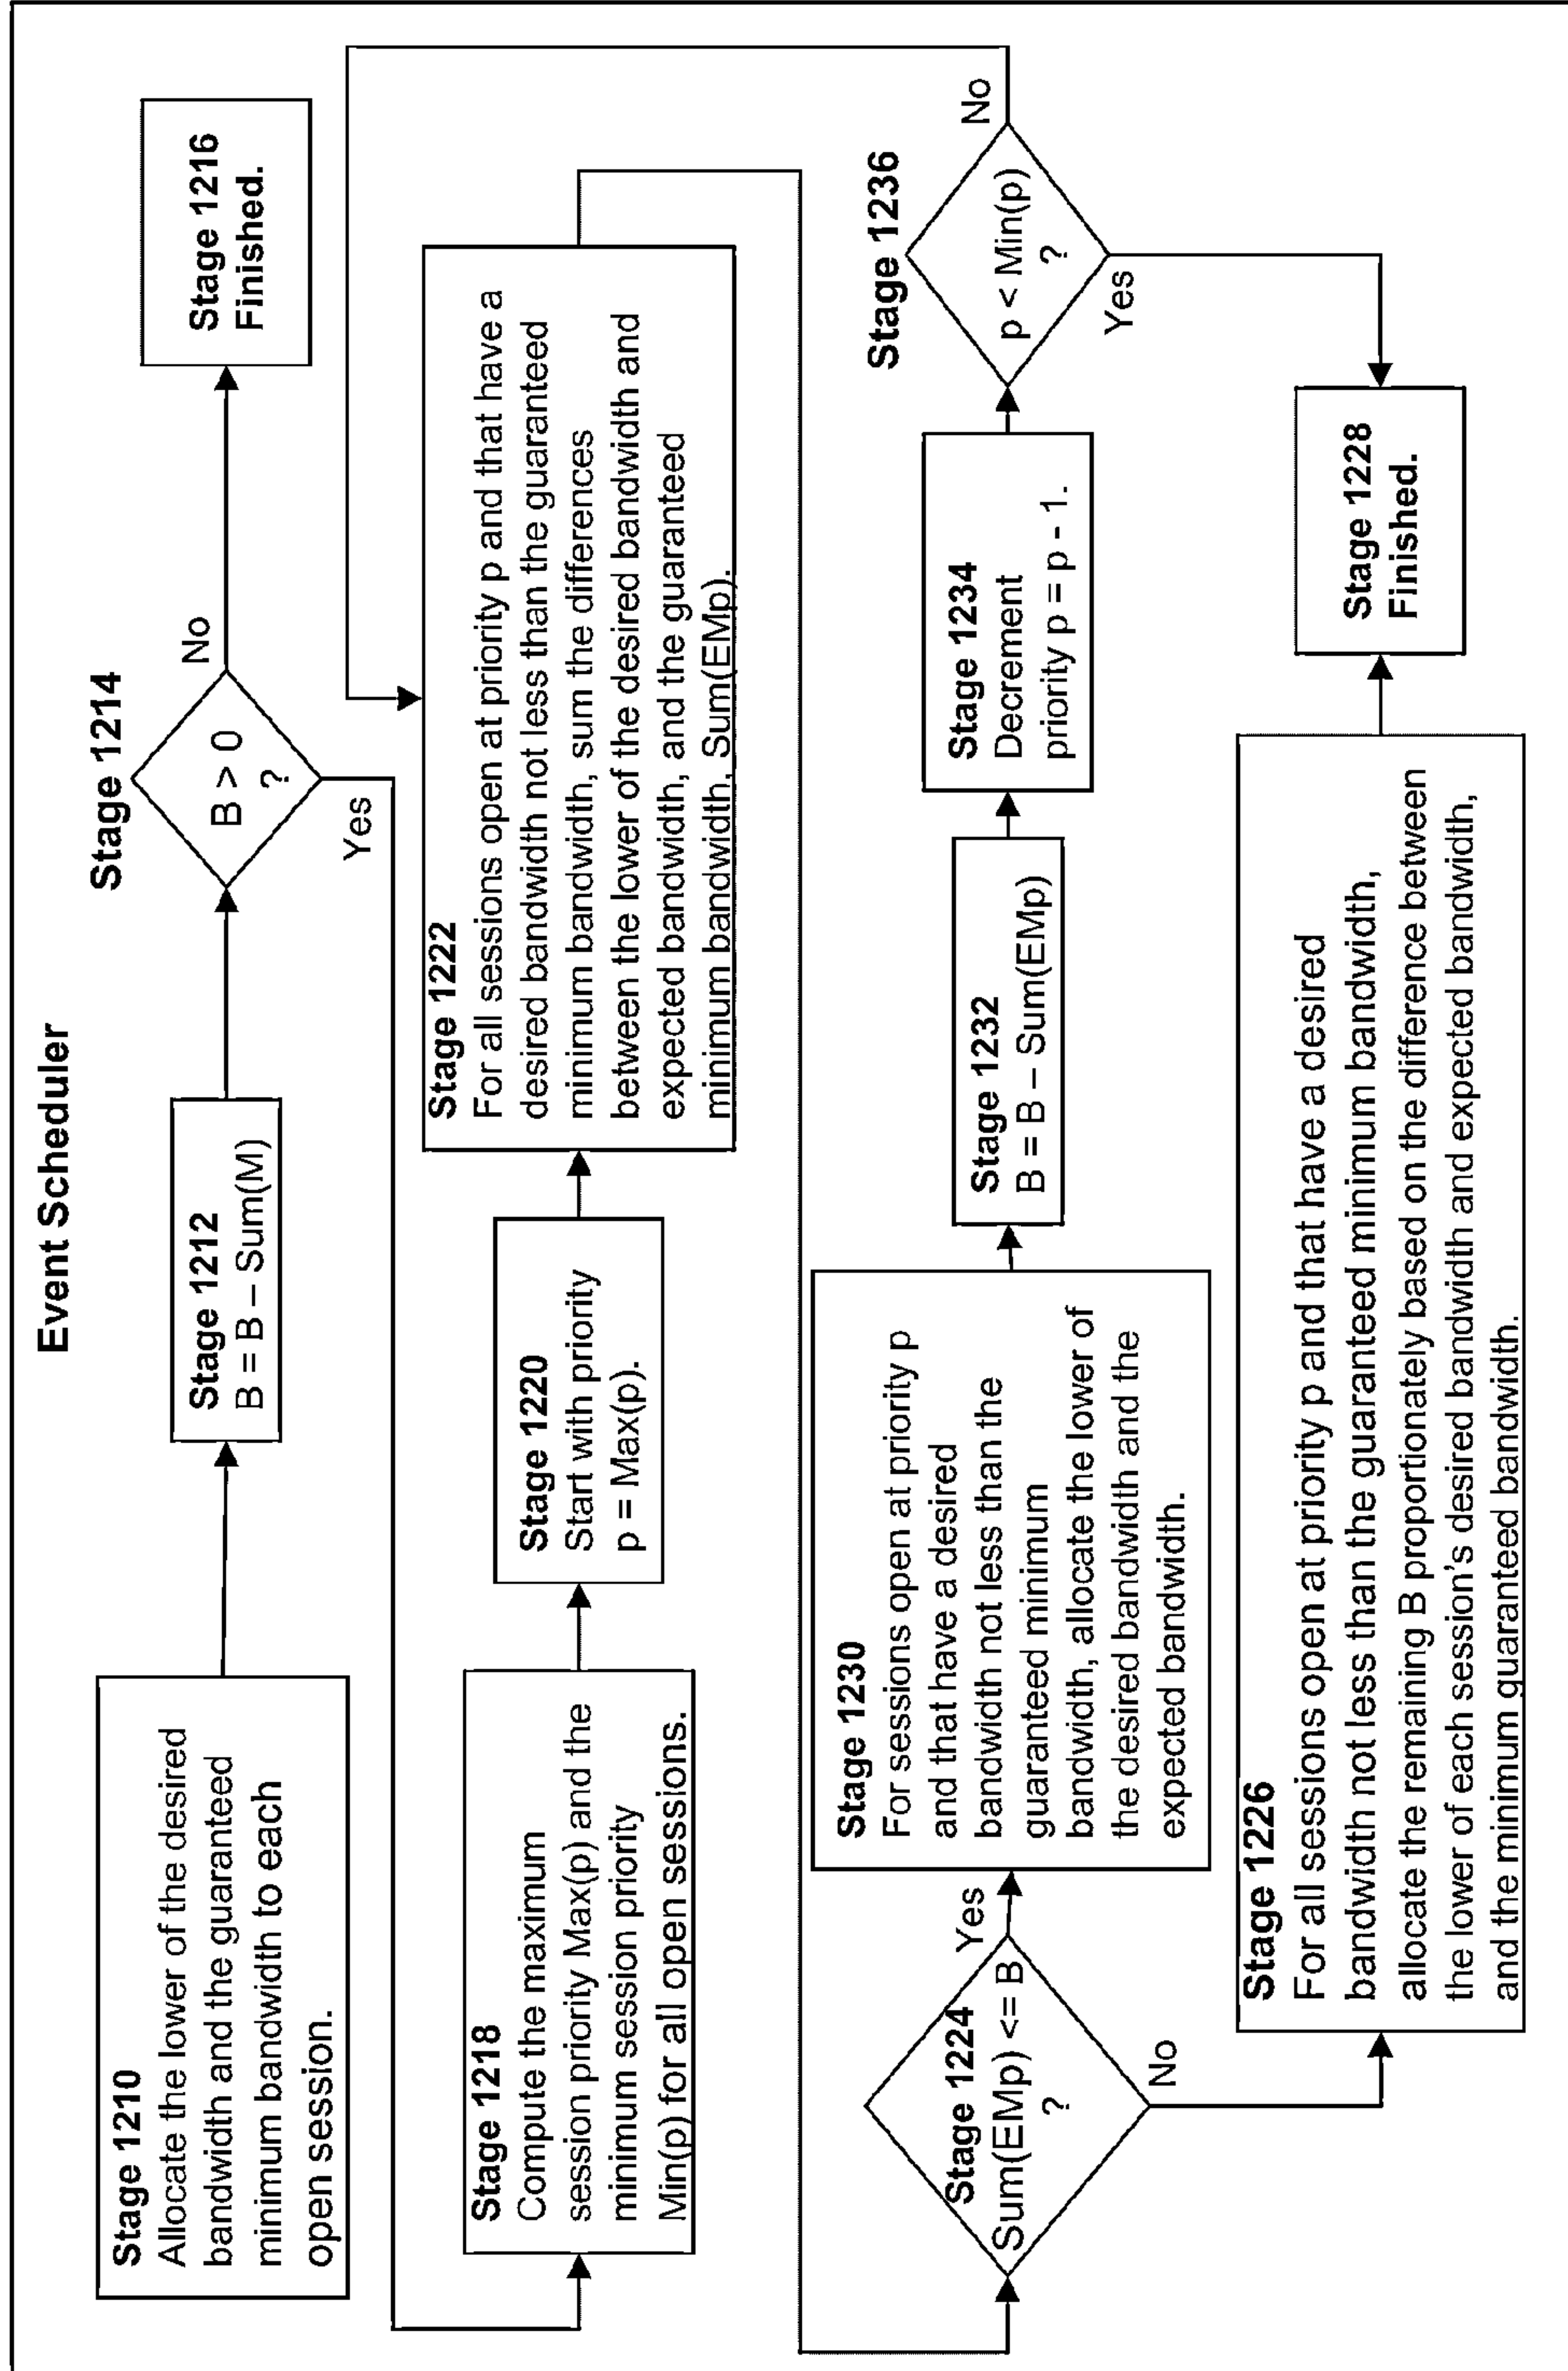 Event Scheduler
Stage 1210
Allocate the lower of the desired
bandwidth and the guaranteed
minimum bandwidth to each
open session.
Stage 1212
B = B – Sum(M)
Stage 1214
B > 0
?
No
Yes
Stage 1216
Finished.
Stage 1218
Compute the maximum
session priority Max(p) and the
minimum session priority
Min(p) for all open sessions.
Stage 1220
Start with priority
p = Max(p).
Stage 1222
For all sessions open at priority p and that have a
desired bandwidth not less than the guaranteed
minimum bandwidth, sum the differences
between the lower of the desired bandwidth and
expected bandwidth, and the guaranteed
minimum bandwidth, Sum(EMp).
Stage 1224
Sum(EMp) <= B
?
Yes
No
Stage 1230
For sessions open at priority p
and that have a desired
bandwidth not less than the
guaranteed minimum
bandwidth, allocate the lower of
the desired bandwidth and the
expected bandwidth.
Stage 1232
B = B – Sum(EMp)
Stage 1234
Decrement
priority p = p - 1.
Stage 1236
p < Min(p)
?
No
Yes
Stage 1226
For all sessions open at priority p and that have a desired
bandwidth not less than the guaranteed minimum bandwidth,
allocate the remaining B proportionately based on the difference between
the lower of each session's desired bandwidth and expected bandwidth,
and the minimum guaranteed bandwidth.
Stage 1228
Finished.